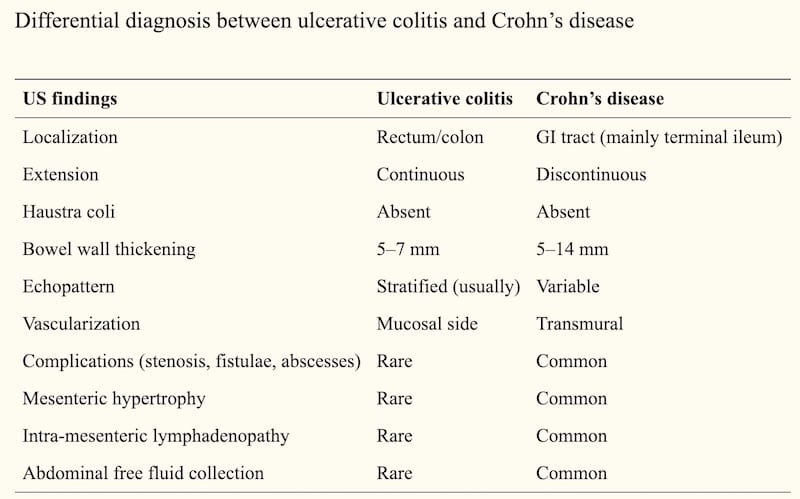 Differential diagnosis between ulcerative colitis and Crohn’s disease
US findings Ulcerative colitis Crohn’s disease
Localization Rectum/colon GI tract (mainly terminal ileum)
Extension Continuous Discontinuous
Haustra coli Absent Absent
Bowel wall thickening 5–7 mm 5–14 mm
Echopattern Stratified (usually) Variable
Vascularization Mucosal side Transmural
Complications (stenosis, fistulae, abscesses) Rare Common
Mesenteric hypertrophy Rare Common
Intra-mesenteric lymphadenopathy Rare Common
Abdominal free fluid collection Rare Common